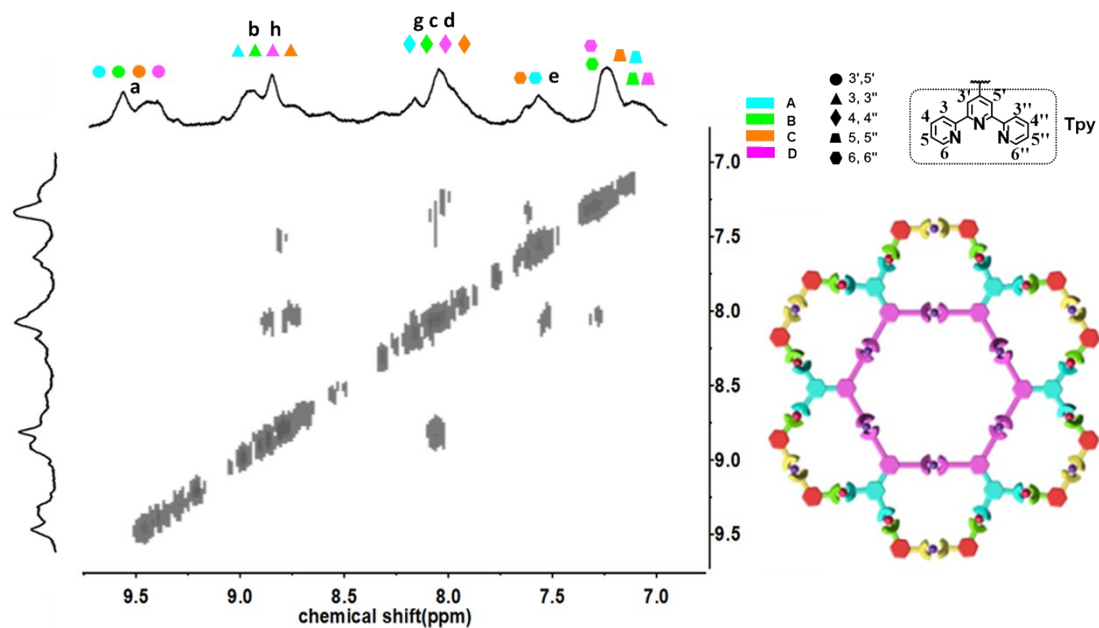 b h
g c d
a
e
A
B
C
D
3',5'
3, 3''
4, 4''
5, 5''
6, 6''
3' 5'
3 3''
4 4''
5 N 5''
N N
6 6''
Tpy
7.0
7.5
8.0
8.5
9.0
9.5
9.5 9.0 8.5 8.0 7.5 7.0
chemical shift(ppm)